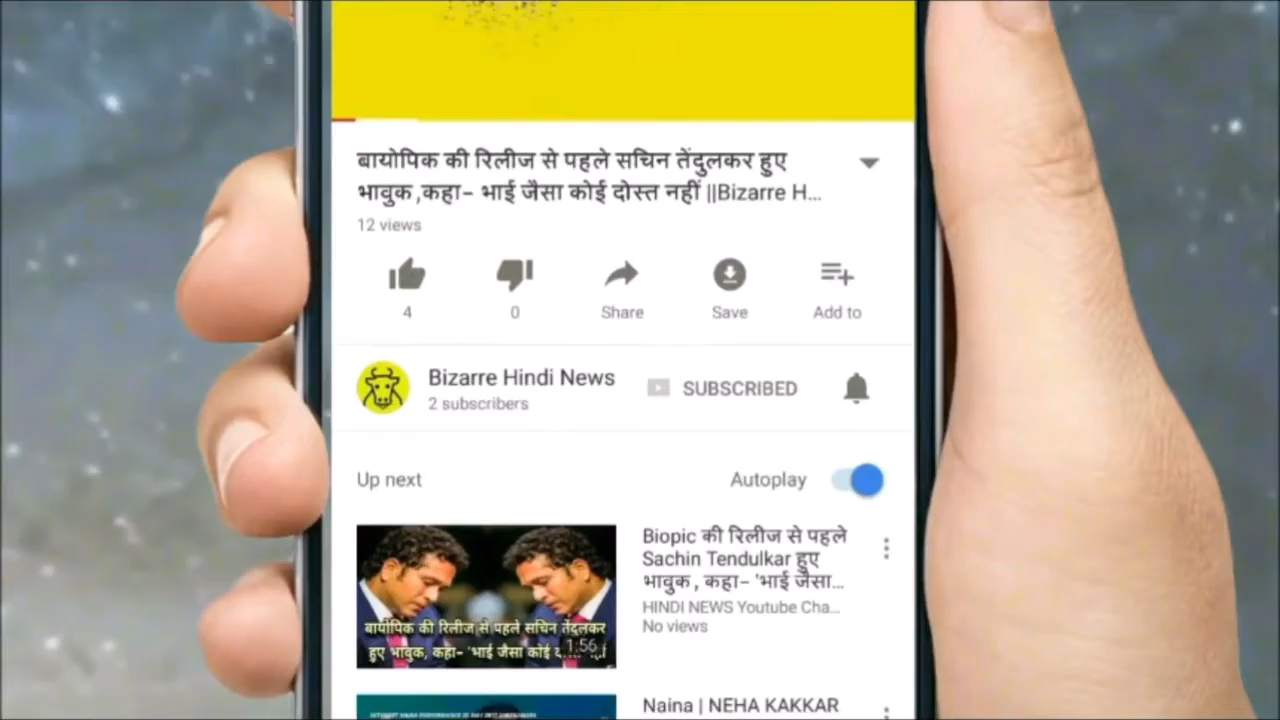 बायोपिक की रिलीज से पहले सचिन तेंदुलकर हुए
भावुक,कहा- भाई जैसा कोई दोस्त नहीं ||Bizarre H...
12 views
4
0
Share
Save
Add to
Bizarre Hindi News
2 subscribers
SUBSCRIBED
Up next
Autoplay
बायोपिक की रिलीज से पहले सचिन तेंदुलकर
हुए भावुक, कहा- 'भाई जैसा कोई
1:56
Biopic की रिलीज से पहले
Sachin Tendulkar हुए
भावुक, कहा- 'भाई जैसा...
HINDI NEWS Youtube Cha...
No views
Naina | NEHA KAKKAR